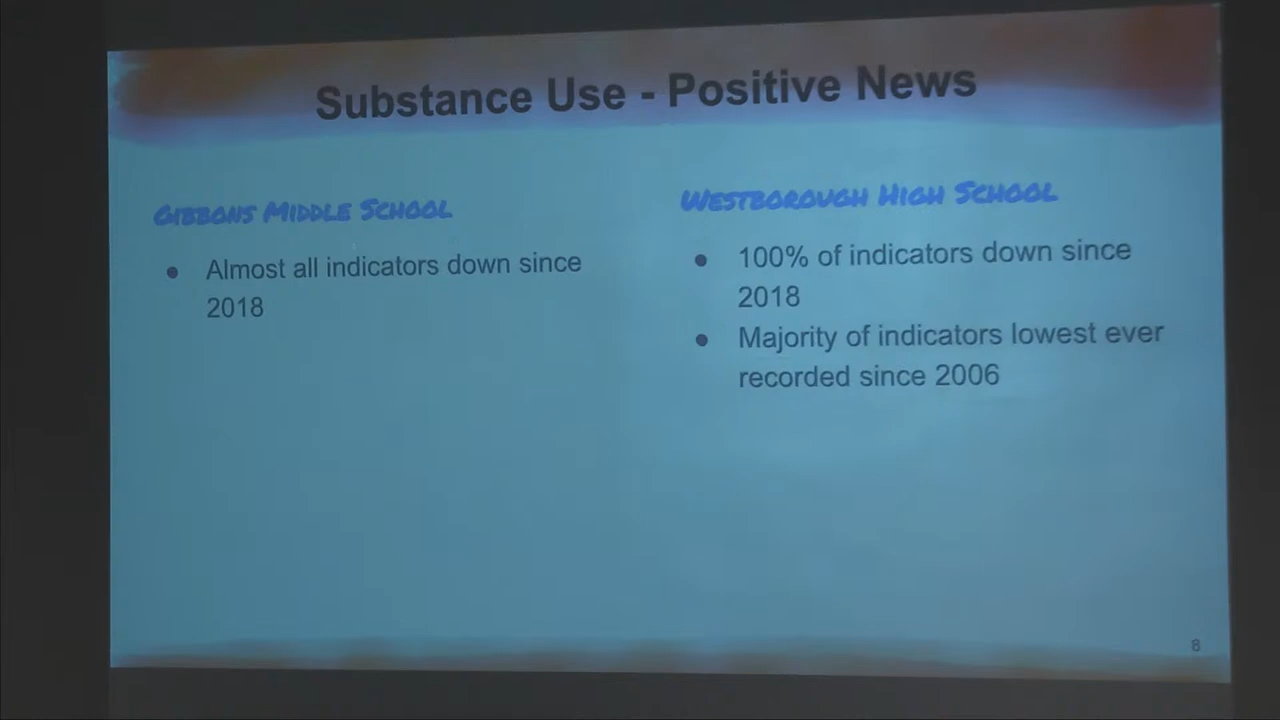 Substance Use - Positive News
Gibbons Middle School
• Almost all indicators down since
2018
Westborough High School
• 100% of indicators down since
2018
• Majority of indicators lowest ever
recorded since 2006
8